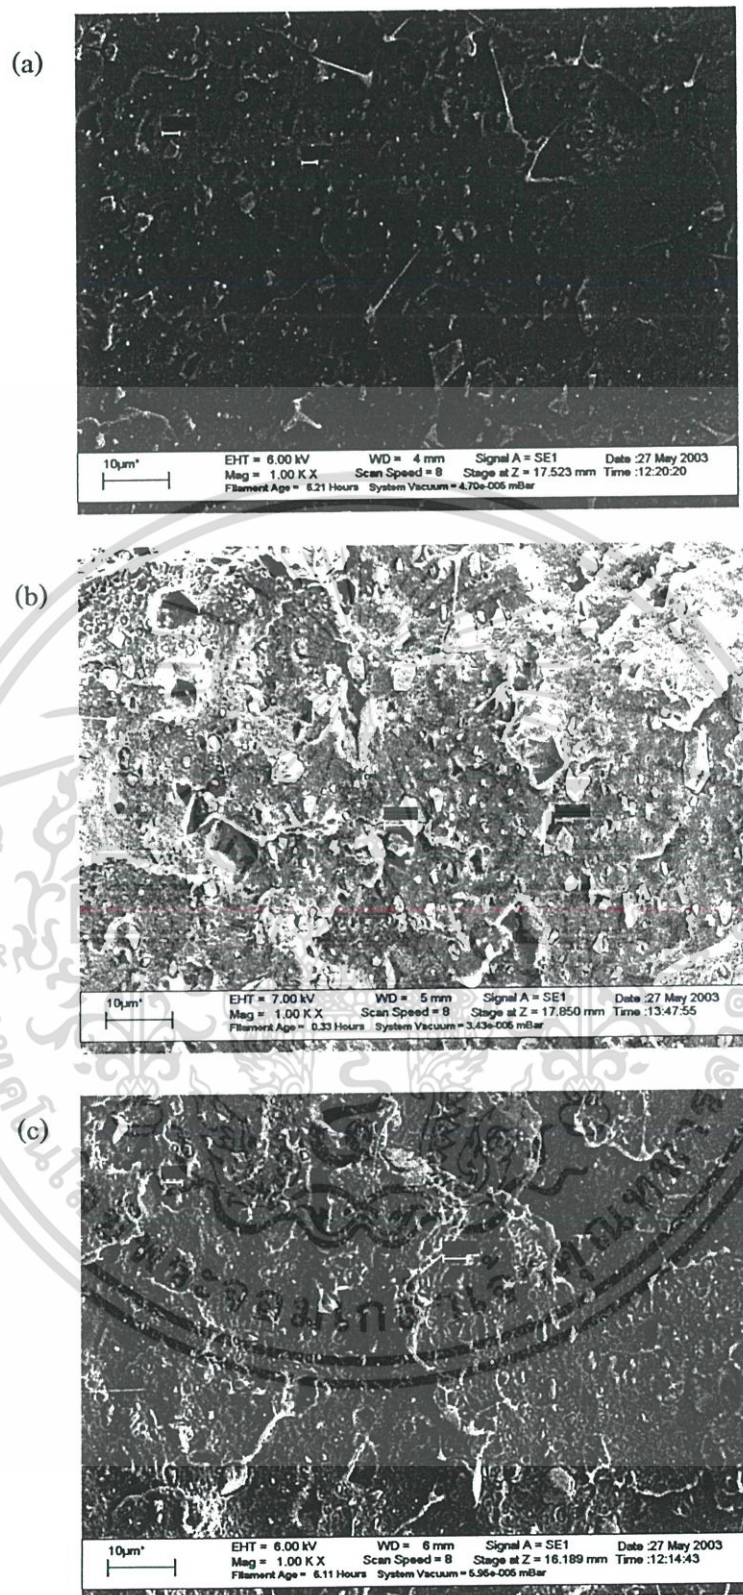 (a)
10µm*
EHT = 6.00 kV WD = 4 mm Signal A = SE1 Date :27 May 2003
Mag = 1.00 K X Scan Speed = 8 Stage at Z = 17.523 mm Time :12:20:20
Filament Age = 6.21 Hours System Vacuum = 4.70e-005 mBar
(b)
10µm*
EHT = 7.00 kV WD = 5 mm Signal A = SE1 Date :27 May 2003
Mag = 1.00 K X Scan Speed = 8 Stage at Z = 17.850 mm Time :13:47:55
Filament Age = 0.33 Hours System Vacuum = 3.43e-005 mBar
(c)
10µm*
EHT = 6.00 kV WD = 6 mm Signal A = SE1 Date :27 May 2003
Mag = 1.00 K X Scan Speed = 8 Stage at Z = 16.189 mm Time :12:14:43
Filament Age = 6.11 Hours System Vacuum = 5.95e-005 mBar